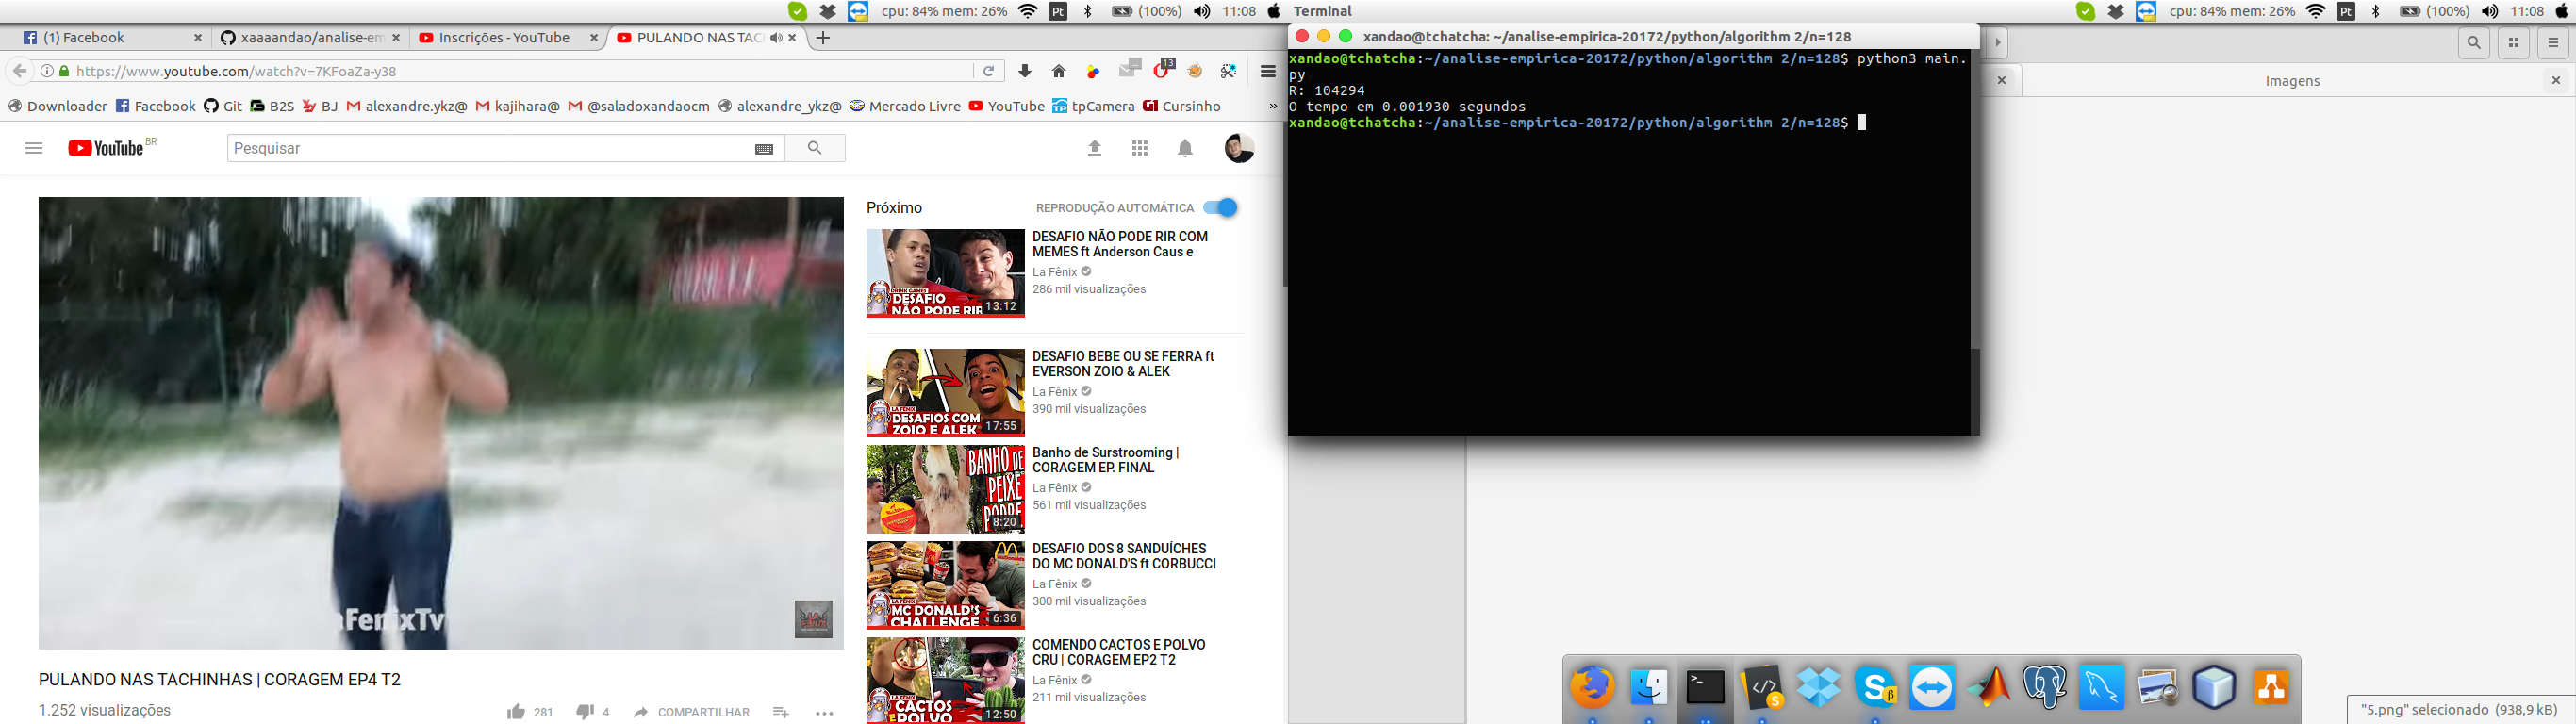 cpu: 84% mem: 26% Pt (100%) 11:08
Terminal
cpu: 84% mem: 26% Pt (100%) 11:08
(1) Facebook
xaaaandao/analise-em
Inscrições - YouTube
PULANDO NAS TAC
https://www.youtube.com/watch?v=7KFoaZa-y38
13
Downloader Facebook Git B2S BJ alexandre.ykz@ kajihara@ @saladoxandaocm alexandre_ykz@ Mercado Livre YouTube tpCamera Cursinho »
YouTube BR
Pesquisar
LaFenixTv
PULANDO NAS TACHINHAS | CORAGEM EP4 T2
1.252 visualizações
281 4 COMPARTILHAR
Próximo
REPRODUÇÃO AUTOMÁTICA
DESAFIO
NÃO PODE RIR
13:12
DESAFIO NÃO PODE RIR COM
MEMES ft Anderson Caus e
La Fênix
286 mil visualizações
LA FENIX
DESAFIOS COM
ZOIO E ALEK
17:55
DESAFIO BEBE OU SE FERRA ft
EVERSON ZOIO & ALEK
La Fênix
390 mil visualizações
BANHO DE
PEIXE
PODRE
8:20
Banho de Surstrooming |
CORAGEM EP. FINAL
La Fênix
561 mil visualizações
LA FENIX
MC DONALD'S
CHALLENGE
6:36
DESAFIO DOS 8 SANDUÍCHES
DO MC DONALD'S ft CORBUCCI
La Fênix
300 mil visualizações
CACTOS
E POLVO
12:50
COMENDO CACTOS E POLVO
CRU | CORAGEM EP2 T2
La Fênix
211 mil visualizações
xandao@tchatcha: ~/analise-empirica-20172/python/algorithm 2/n=128
xandao@tchatcha:~/analise-empirica-20172/python/algorithm 2/n=128$ python3 main.
py
R: 104294
O tempo em 0.001930 segundos
xandao@tchatcha:~/analise-empirica-20172/python/algorithm 2/n=128$
Imagens
"5.png" selecionado (938,9 kB)